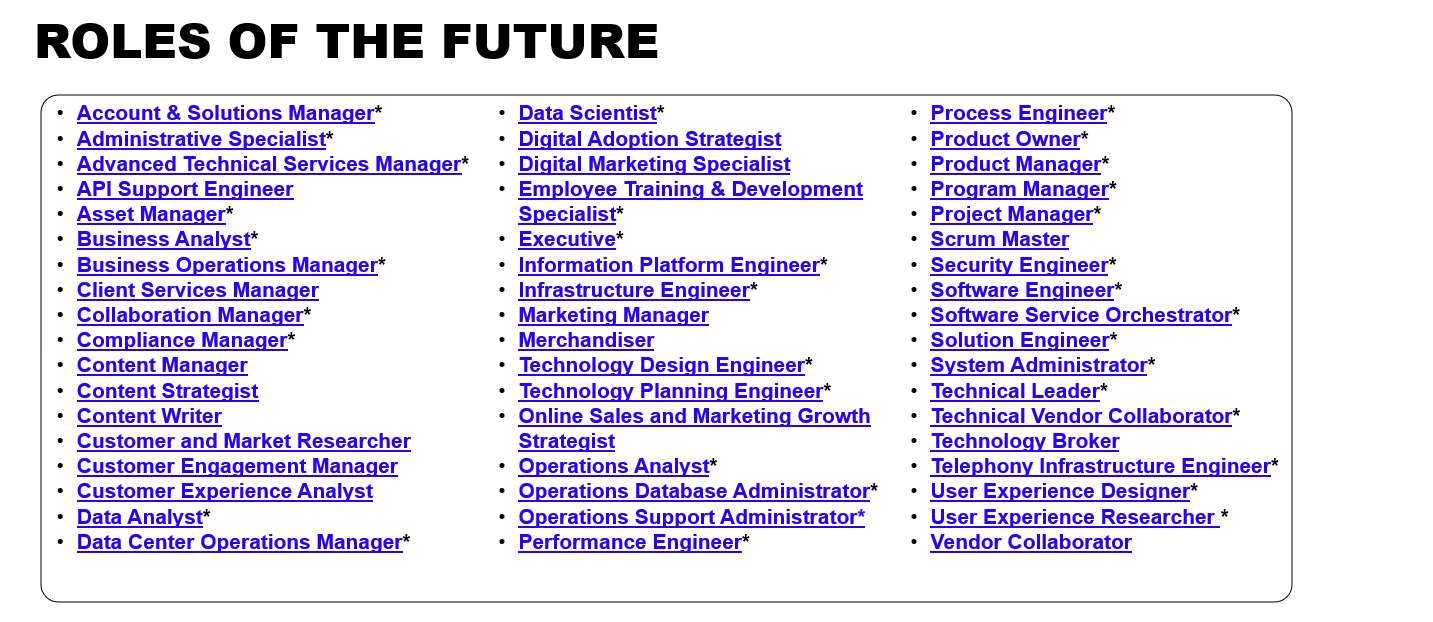 ROLES OF THE FUTURE
• Account & Solutions Manager*
• Administrative Specialist*
• Advanced Technical Services Manager*
• API Support Engineer
• Asset Manager*
• Business Analyst*
• Business Operations Manager*
• Client Services Manager
• Collaboration Manager*
• Compliance Manager*
• Content Manager
• Content Strategist
• Content Writer
• Customer and Market Researcher
• Customer Engagement Manager
• Customer Experience Analyst
• Data Analyst*
• Data Center Operations Manager*
• Data Scientist*
• Digital Adoption Strategist
• Digital Marketing Specialist
• Employee Training & Development
Specialist*
• Executive*
• Information Platform Engineer*
• Infrastructure Engineer*
• Marketing Manager
• Merchandiser
• Technology Design Engineer*
• Technology Planning Engineer*
• Online Sales and Marketing Growth
Strategist
• Operations Analyst*
• Operations Database Administrator*
• Operations Support Administrator*
• Performance Engineer*
• Process Engineer*
• Product Owner*
• Product Manager*
• Program Manager*
• Project Manager*
• Scrum Master
• Security Engineer*
• Software Engineer*
• Software Service Orchestrator*
• Solution Engineer*
• System Administrator*
• Technical Leader*
• Technical Vendor Collaborator*
• Technology Broker
• Telephony Infrastructure Engineer*
• User Experience Designer*
• User Experience Researcher *
• Vendor Collaborator